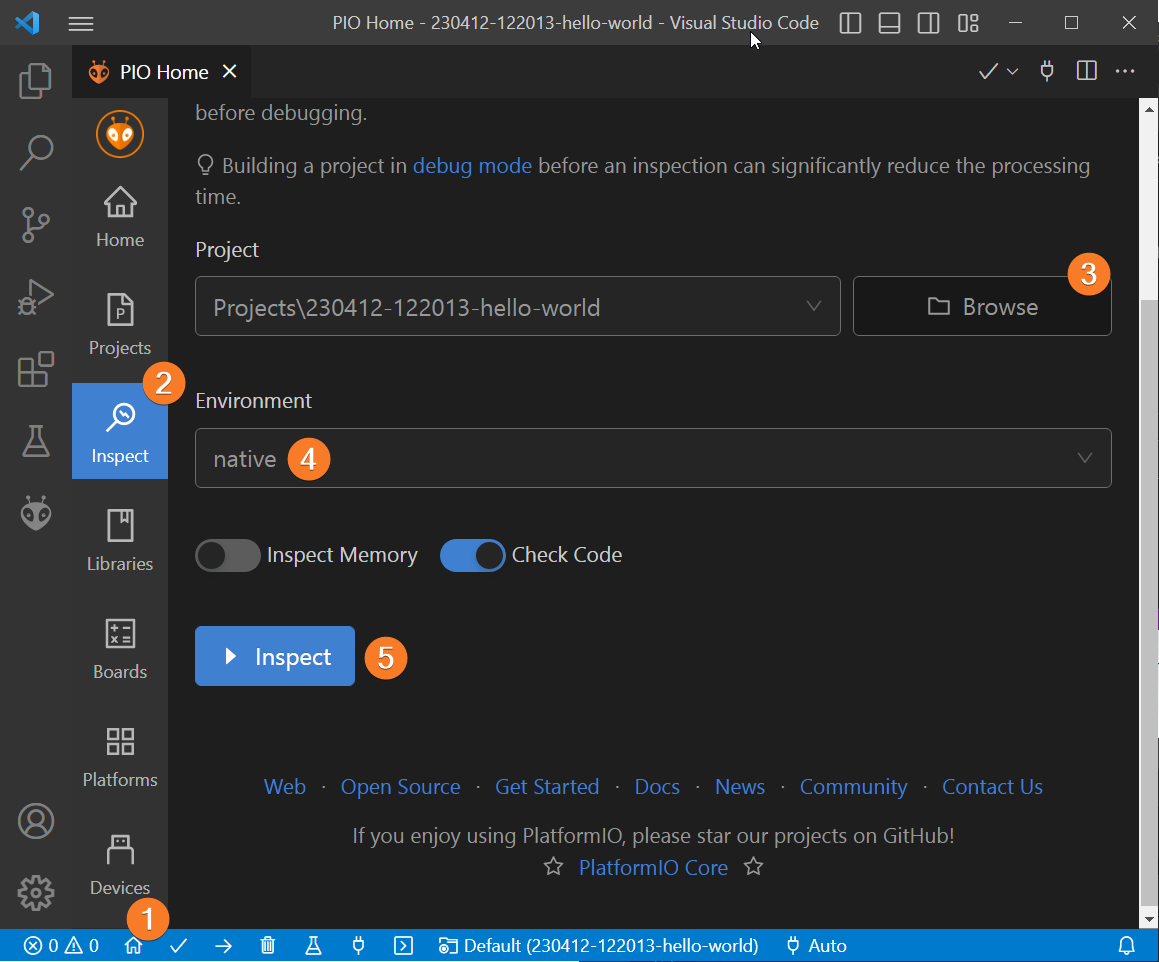 PIO Home - 230412-122013-hello-world - Visual Studio Code
PIO Home
before debugging.
Building a project in debug mode before an inspection can significantly reduce the processing
time.
Home
Project
3
Projects\230412-122013-hello-world
Browse
P
Projects
2
Environment
Inspect
native
4
Libraries
Inspect Memory
Check Code
Inspect
5
Boards
Platforms
Web · Open Source · Get Started · Docs · News · Community · Contact Us
If you enjoy using PlatformIO, please star our projects on GitHub!
PlatformIO Core
Devices
1
0
0
Default (230412-122013-hello-world)
Auto